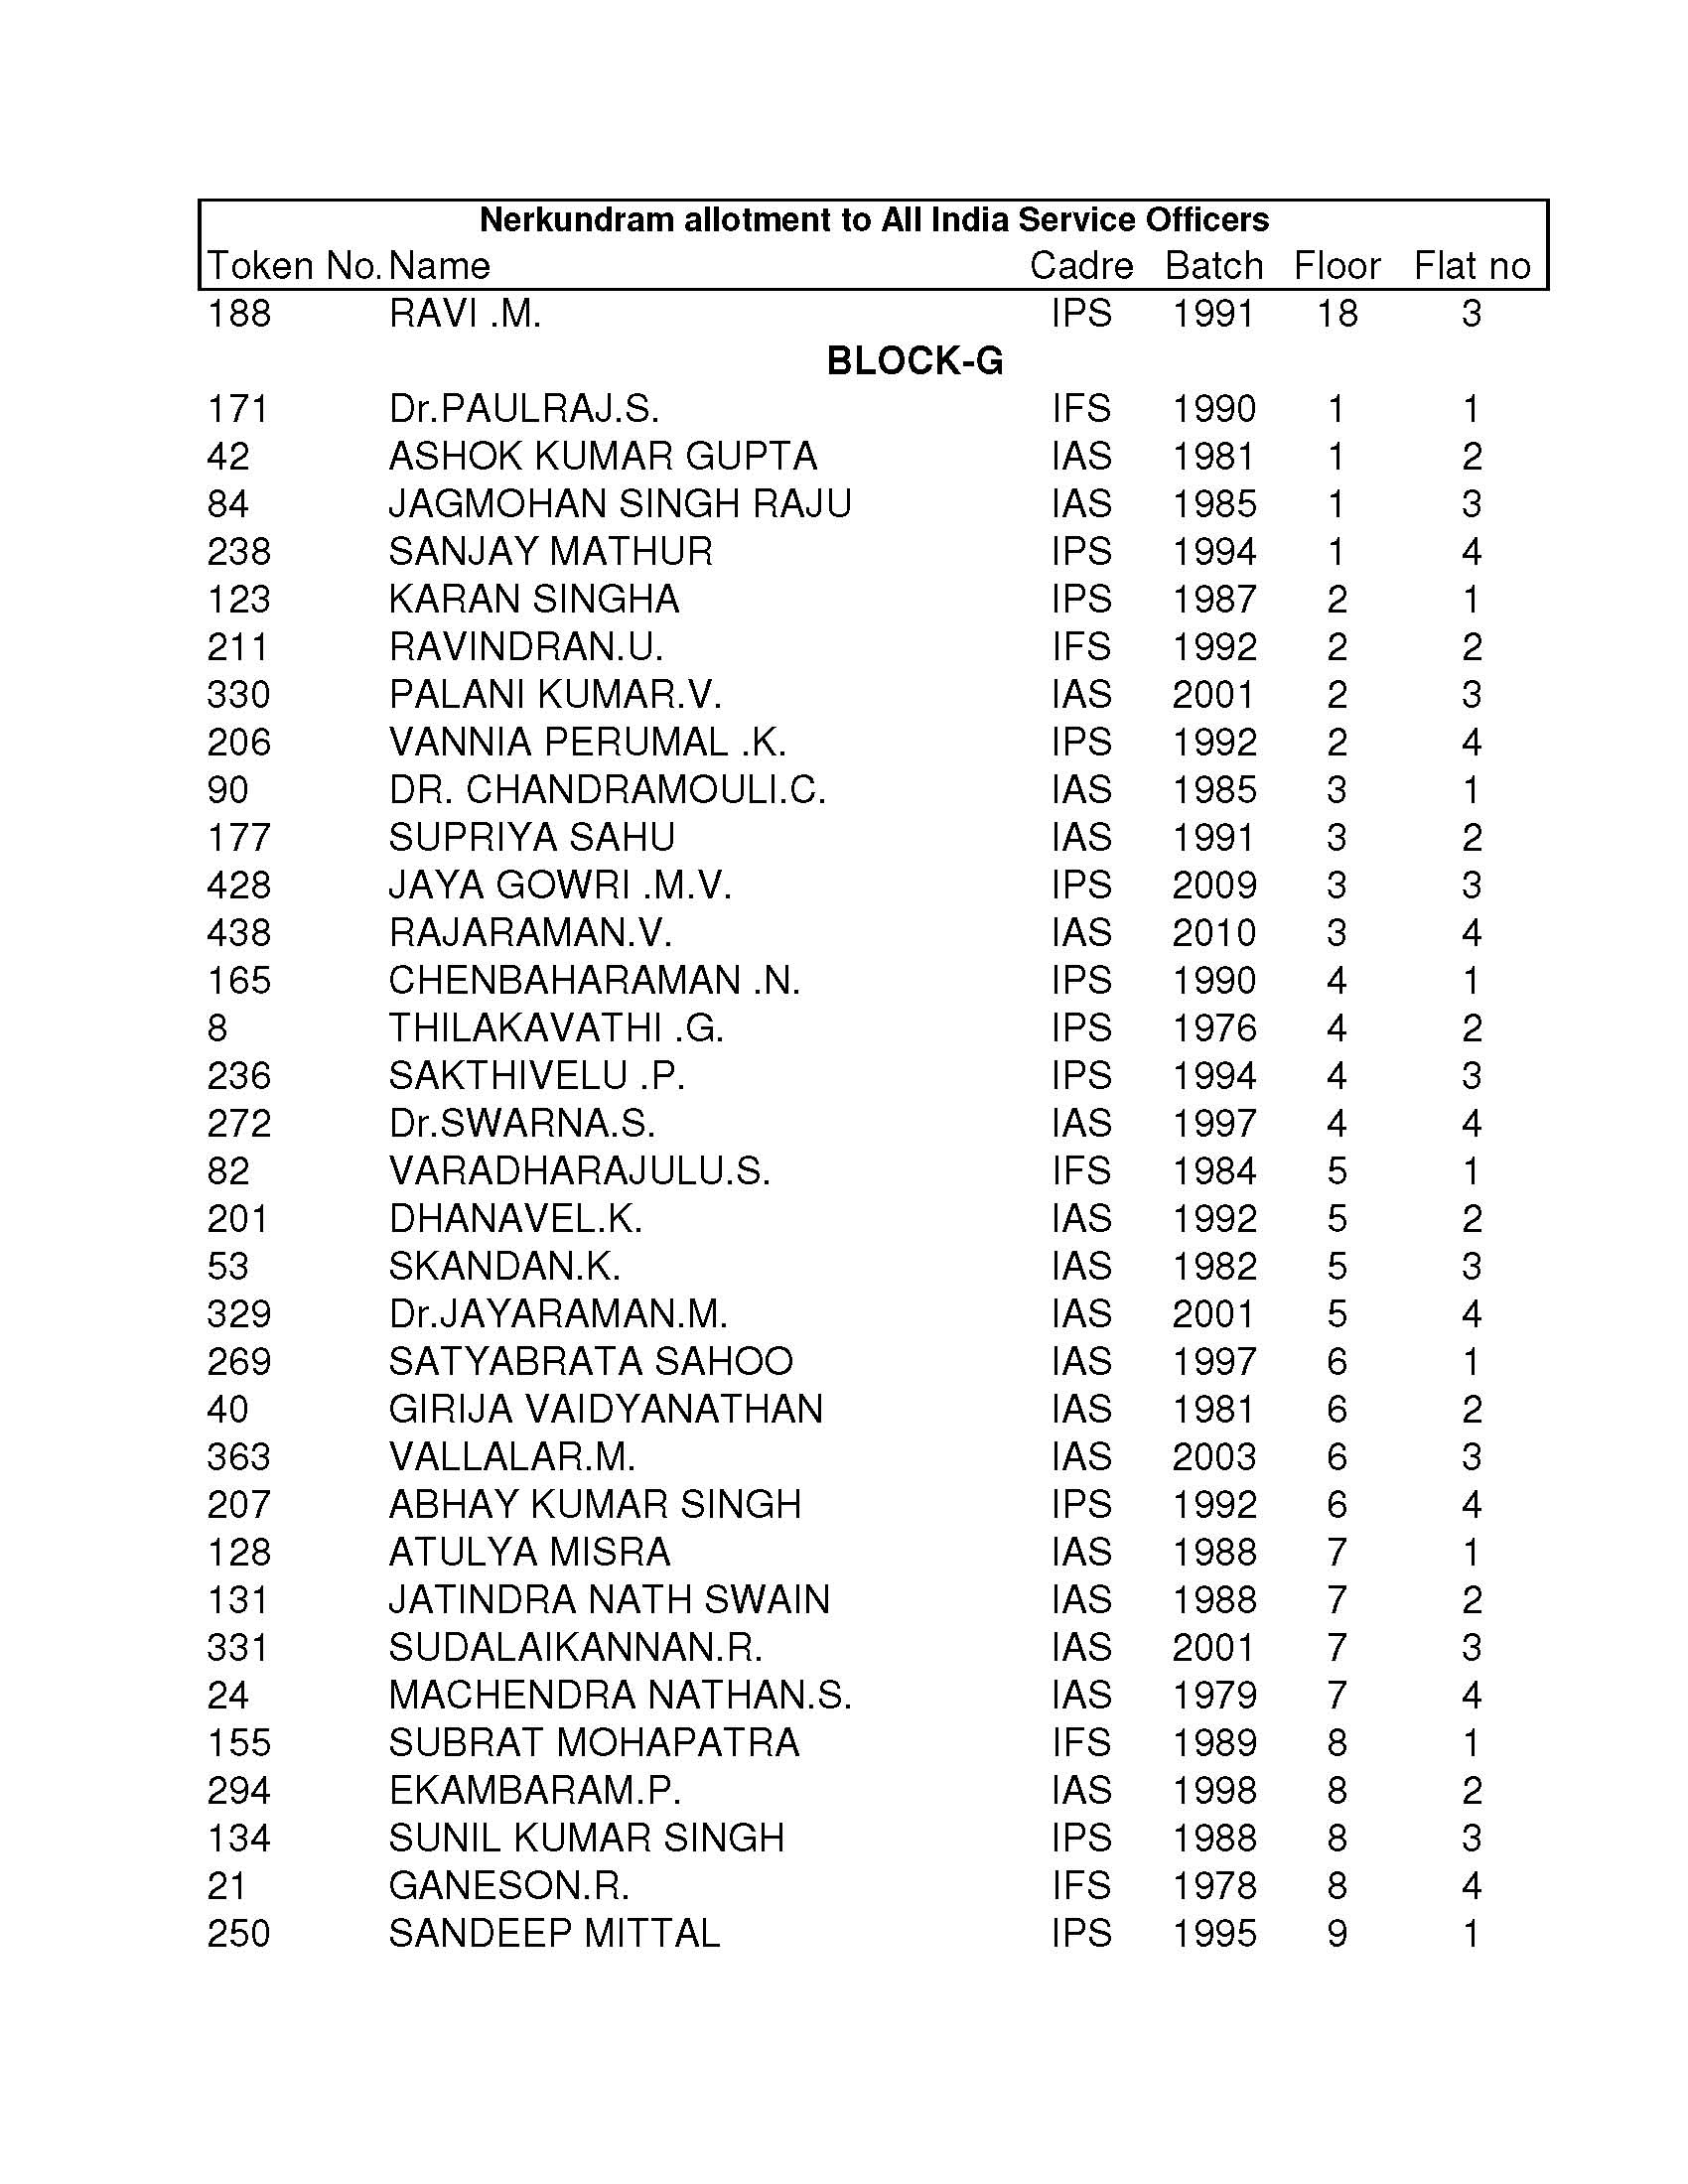 Nerkundram allotment to All India Service Officers
Token No. Name Cadre Batch Floor Flat no
188 RAVI .M. IPS 1991 18 3
BLOCK-G
171 Dr.PAULRAJ.S. IFS 1990 1 1
42 ASHOK KUMAR GUPTA IAS 1981 1 2
84 JAGMOHAN SINGH RAJU IAS 1985 1 3
238 SANJAY MATHUR IPS 1994 1 4
123 KARAN SINGHA IPS 1987 2 1
211 RAVINDRAN.U. IFS 1992 2 2
330 PALANI KUMAR.V. IAS 2001 2 3
206 VANNIA PERUMAL .K. IPS 1992 2 4
90 DR. CHANDRAMOULI.C. IAS 1985 3 1
177 SUPRIYA SAHU IAS 1991 3 2
428 JAYA GOWRI .M.V. IPS 2009 3 3
438 RAJARAMAN.V. IAS 2010 3 4
165 CHENBAHARAMAN .N. IPS 1990 4 1
8 THILAKAVATHI .G. IPS 1976 4 2
236 SAKTHIVELU .P. IPS 1994 4 3
272 Dr.SWARNA.S. IAS 1997 4 4
82 VARADHARAJULU.S. IFS 1984 5 1
201 DHANAVEL.K. IAS 1992 5 2
53 SKANDAN.K. IAS 1982 5 3
329 Dr.JAYARAMAN.M. IAS 2001 5 4
269 SATYABRATA SAHOO IAS 1997 6 1
40 GIRIJA VAIDYANATHAN IAS 1981 6 2
363 VALLALAR.M. IAS 2003 6 3
207 ABHAY KUMAR SINGH IPS 1992 6 4
128 ATULYA MISRA IAS 1988 7 1
131 JATINDRA NATH SWAIN IAS 1988 7 2
331 SUDALAIKANNAN.R. IAS 2001 7 3
24 MACHENDRA NATHAN.S. IAS 1979 7 4
155 SUBRAT MOHAPATRA IFS 1989 8 1
294 EKAMBARAM.P. IAS 1998 8 2
134 SUNIL KUMAR SINGH IPS 1988 8 3
21 GANESON.R. IFS 1978 8 4
250 SANDEEP MITTAL IPS 1995 9 1